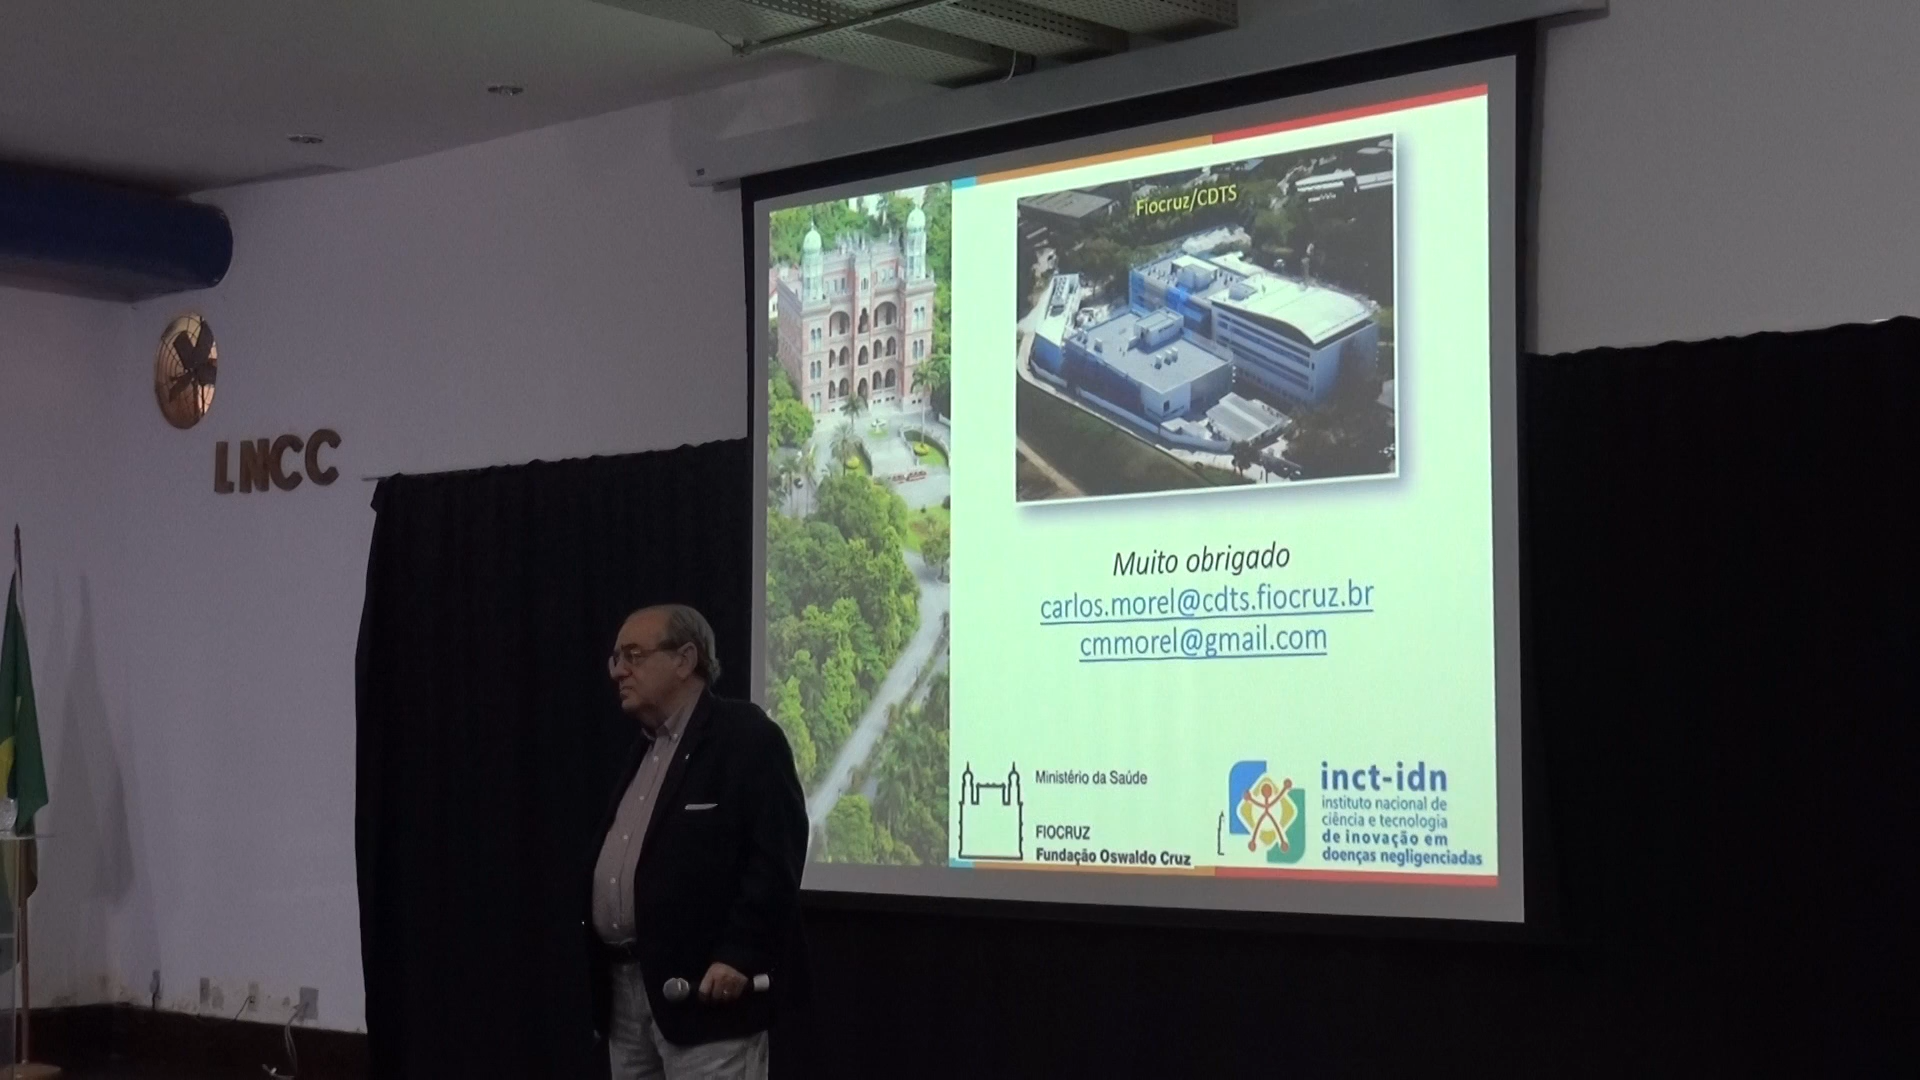 LNCC
Fiocruz/CDTS
Muito obrigado
carlos.morel@cdts.fiocruz.br
cmmorel@gmail.com
Ministério da Saúde
FIOCRUZ
Fundação Oswaldo Cruz
inct-idn
instituto nacional de
ciência e tecnologia
de inovação em
doenças negligenciadas